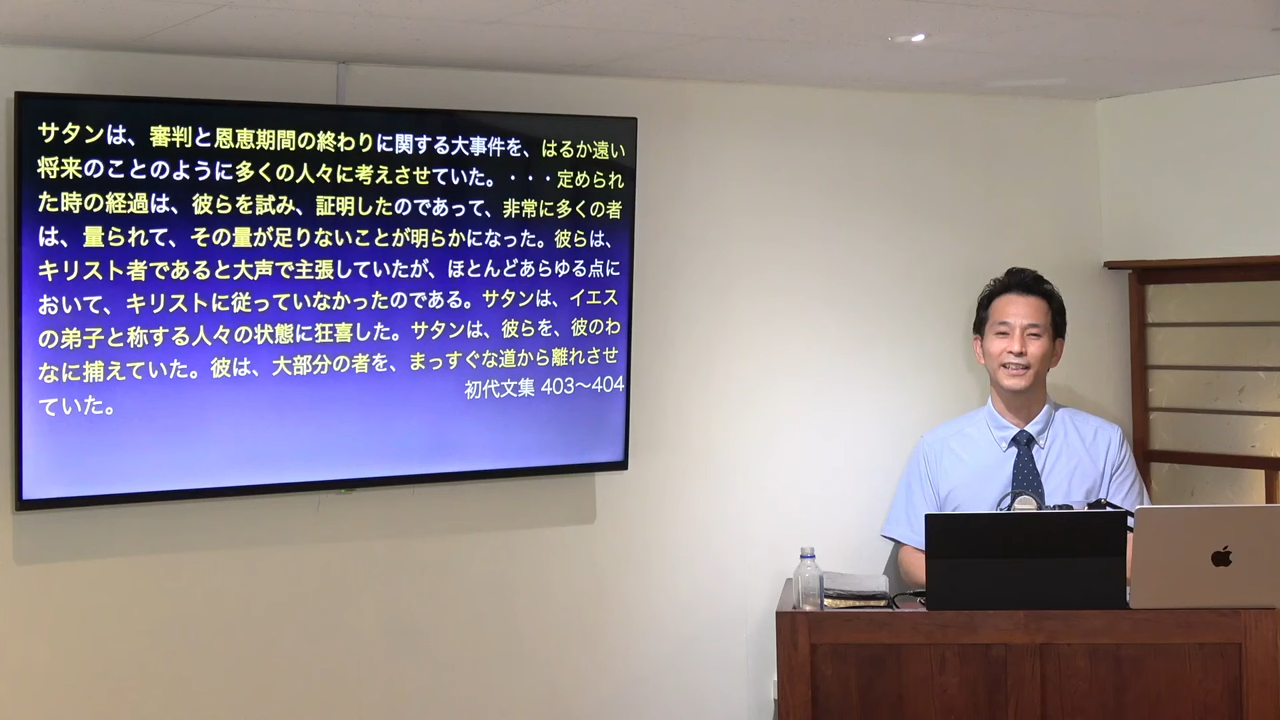 サタンは、審判と恩恵期間の終わりに関する大事件を、はるか遠い
将来のことのように多くの人々に考えさせていた。・・・定められ
た時の経過は、彼らを試み、証明したのであって、非常に多くの者
は、量られて、その量が足りないことが明らかになった。彼らは、
キリスト者であると大声で主張していたが、ほとんどあらゆる点に
おいて、キリストに従っていなかったのである。サタンは、イエス
の弟子と称する人々の状態に狂喜した。サタンは、彼らを、彼のわ
なに捕えていた。彼は、大部分の者を、まっすぐな道から離れさせ
ていた。
初代文集 403〜404